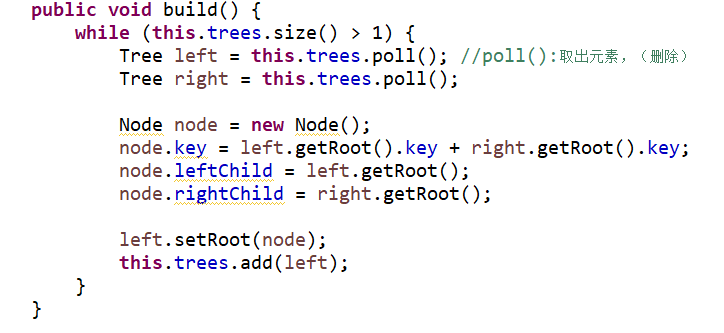 public void build() {
    while (this.trees.size() > 1) {
        Tree left = this.trees.poll(); //poll():取出元素，（删除）
        Tree right = this.trees.poll();

        Node node = new Node();
        node.key = left.getRoot().key + right.getRoot().key;
        node.leftChild = left.getRoot();
        node.rightChild = right.getRoot();

        left.setRoot(node);
        this.trees.add(left);
    }
}